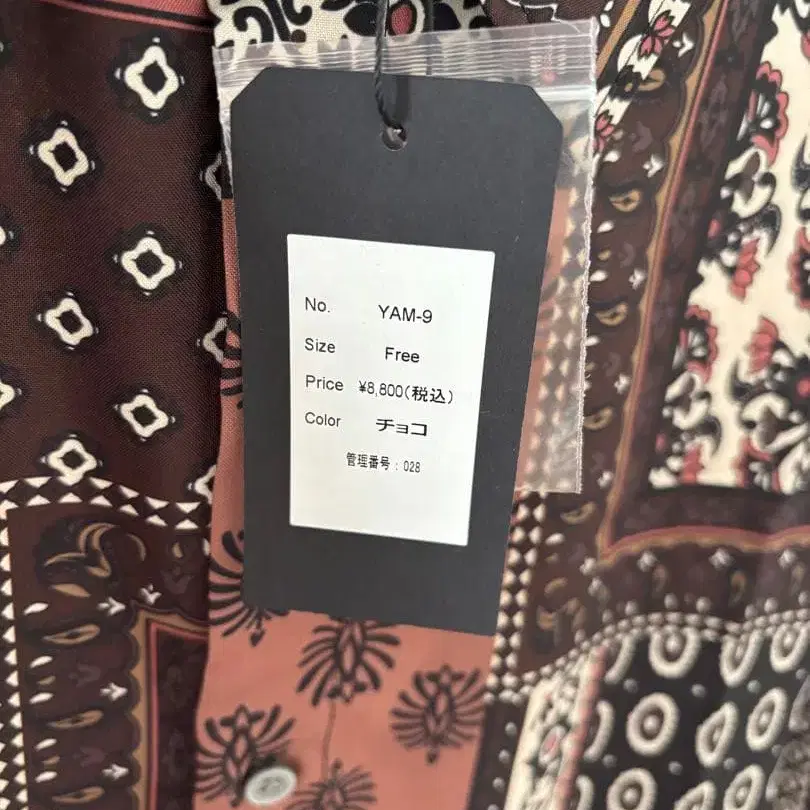 No. YAM-9
Size Free
Price ¥8,800(税込)
Color チョコ
管理番号:028